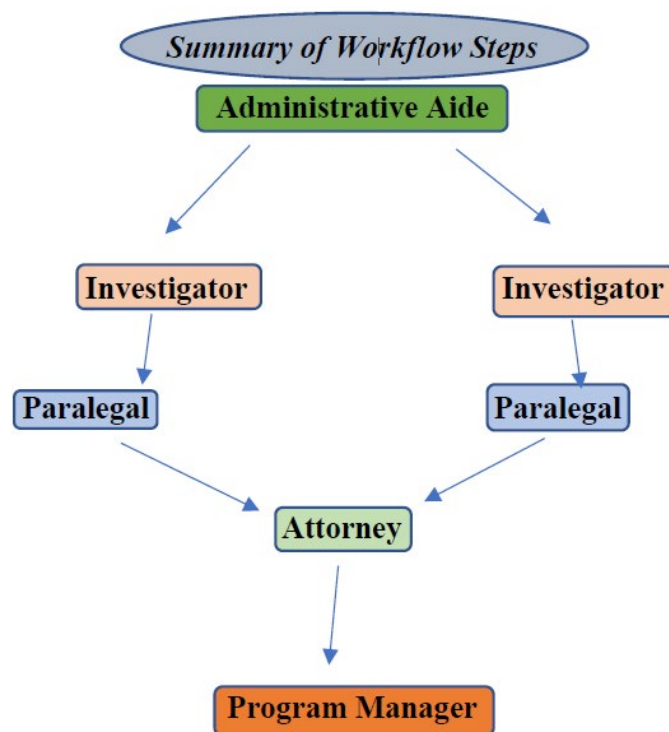 Summary of Workflow Steps
Administrative Aide
Investigator
Investigator
Paralegal
Paralegal
Attorney
Program Manager